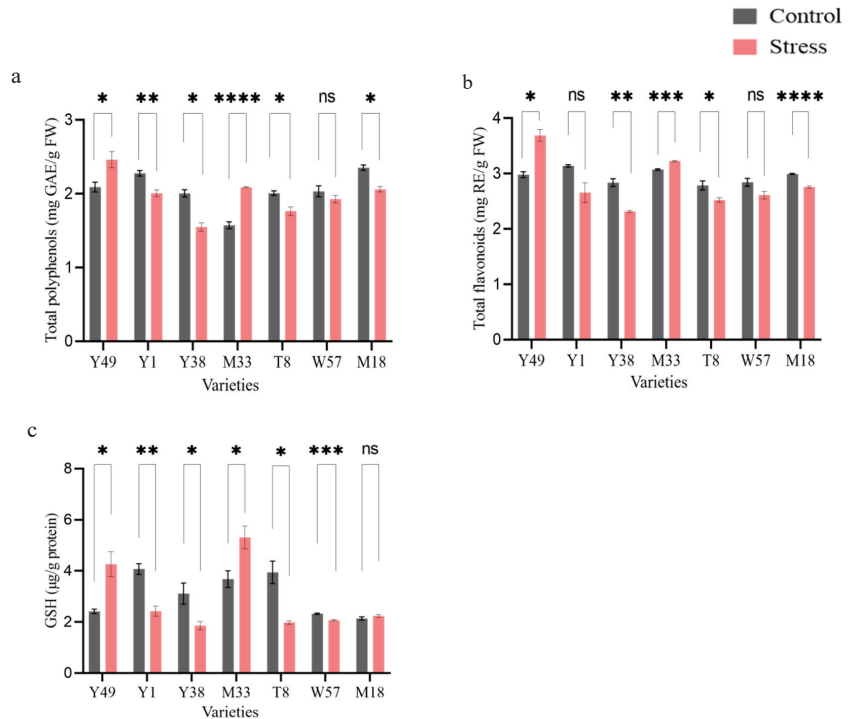 Control
Stress
a
* ** * **** * ns *
3
2
1
0
Total polyphenols (mg GAE/g FW)
Y49 Y1 Y38 M33 T8 W57 M18
Varieties
b
* ns ** *** * ns ****
4
3
2
1
0
Total flavonoids (mg RE/g FW)
Y49 Y1 Y38 M33 T8 W57 M18
Varieties
c
* ** * * * *** ns
8
6
4
2
0
GSH (μg/g protein)
Y49 Y1 Y38 M33 T8 W57 M18
Varieties